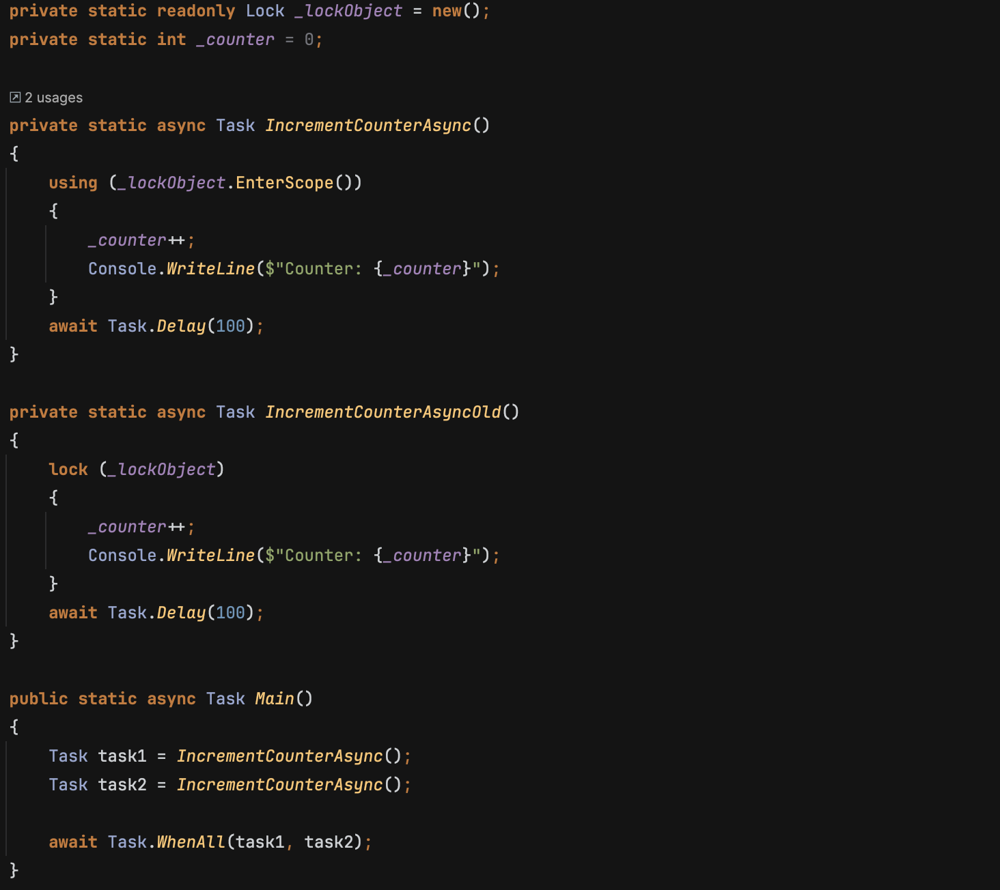 private static readonly Lock _lockObject = new();
private static int _counter = 0;
2 usages
private static async Task IncrementCounterAsync()
{
    using (_lockObject.EnterScope())
    {
        _counter++;
        Console.WriteLine($"Counter: {_counter}");
    }
    await Task.Delay(100);
}
private static async Task IncrementCounterAsyncOld()
{
    lock (_lockObject)
    {
        _counter++;
        Console.WriteLine($"Counter: {_counter}");
    }
    await Task.Delay(100);
}
public static async Task Main()
{
    Task task1 = IncrementCounterAsync();
    Task task2 = IncrementCounterAsync();
    await Task.WhenAll(task1, task2);
}